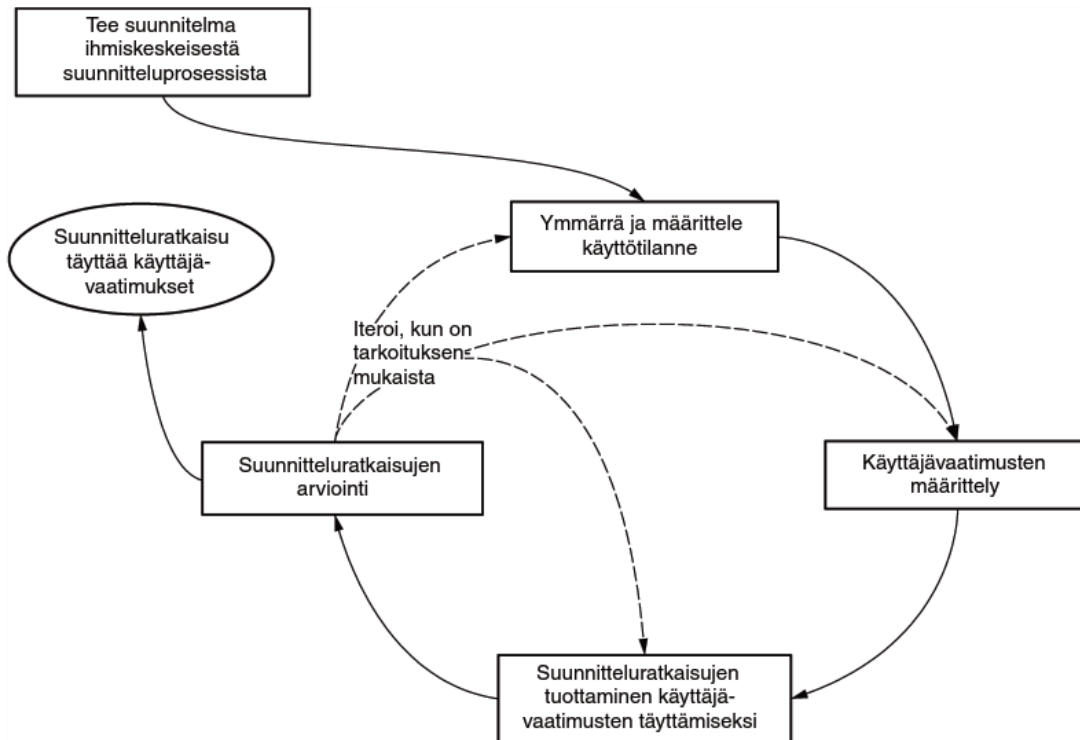 Tee suunnitelma
ihmiskeskeisestä
suunnitteluprosessista
Ymmärrä ja määrittele
käyttötilanne
Suunnitteluratkaisu
täyttää käyttäjä-
vaatimukset
Iteroi, kun on
tarkoituksen-
mukaista
Suunnitteluratkaisujen
arviointi
Käyttäjävaatimusten
määrittely
Suunnitteluratkaisujen
tuottaminen käyttäjä-
vaatimusten täyttämiseksi